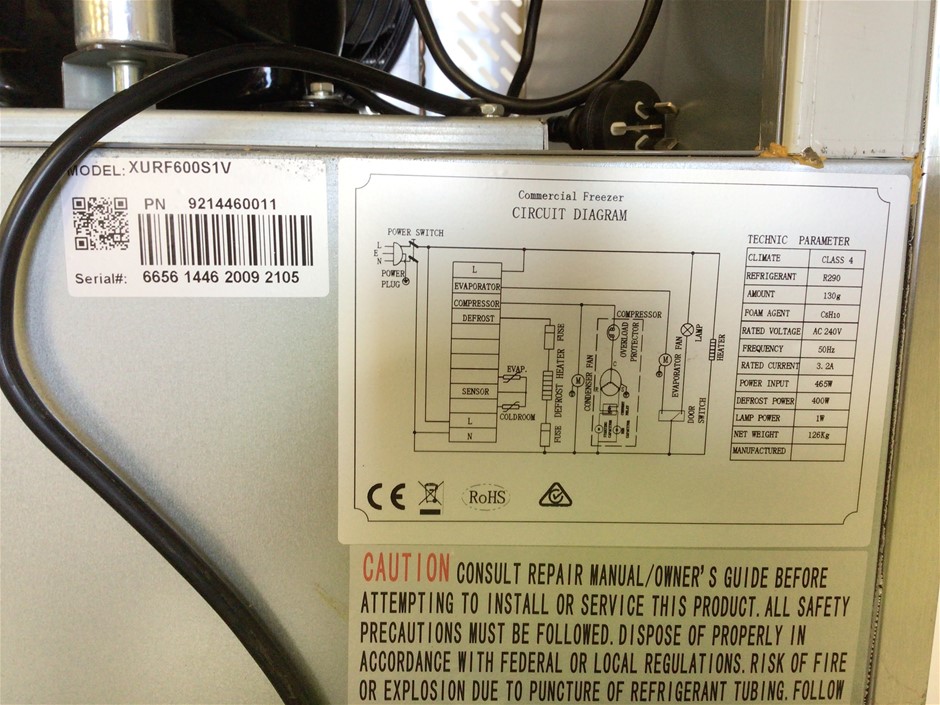 MODEL: XURF600S1V
PN 9214460011
Serial#: 6656 1446 2009 2105
Commercial Freezer
CIRCUIT DIAGRAM
POWER SWITCH
L
E
N
POWER
PLUG
L
EVAPORATOR
COMPRESSOR
DEFROST
SENSOR
L
N
EVAP.
COLDROOM
FUSE
DEFROST HEATER
FUSE
M
CONDENSER FAN
COMPRESSOR
OVERLOAD
PROTECTOR
M
EVAPORATOR FAN
LAMP
HEATER
DOOR
SWITCH
TECHNIC PARAMETER
CLIMATE CLASS 4
REFRIGERANT R290
AMOUNT 130g
FOAM AGENT C5H10
RATED VOLTAGE AC 240V
FREQUENCY 50Hz
RATED CURRENT 3.2A
POWER INPUT 465W
DEFROST POWER 400W
LAMP POWER 1W
NET WEIGHT 126Kg
MANUFACTURED
CE
RoHS
CAUTION CONSULT REPAIR MANUAL/OWNER'S GUIDE BEFORE
ATTEMPTING TO INSTALL OR SERVICE THIS PRODUCT. ALL SAFETY
PRECAUTIONS MUST BE FOLLOWED. DISPOSE OF PROPERLY IN
ACCORDANCE WITH FEDERAL OR LOCAL REGULATIONS. RISK OF FIRE
OR EXPLOSION DUE TO PUNCTURE OF REFRIGERANT TUBING. FOLLOW